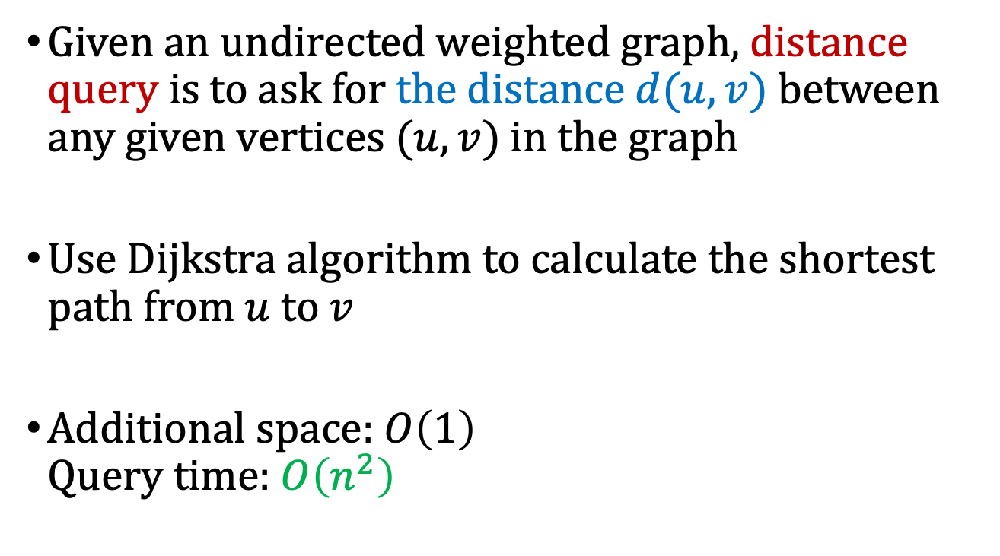 • Given an undirected weighted graph, distance
query is to ask for the distance d(u, v) between
any given vertices (u, v) in the graph
• Use Dijkstra algorithm to calculate the shortest
path from u to v
• Additional space: O(1)
Query time: O(n²)